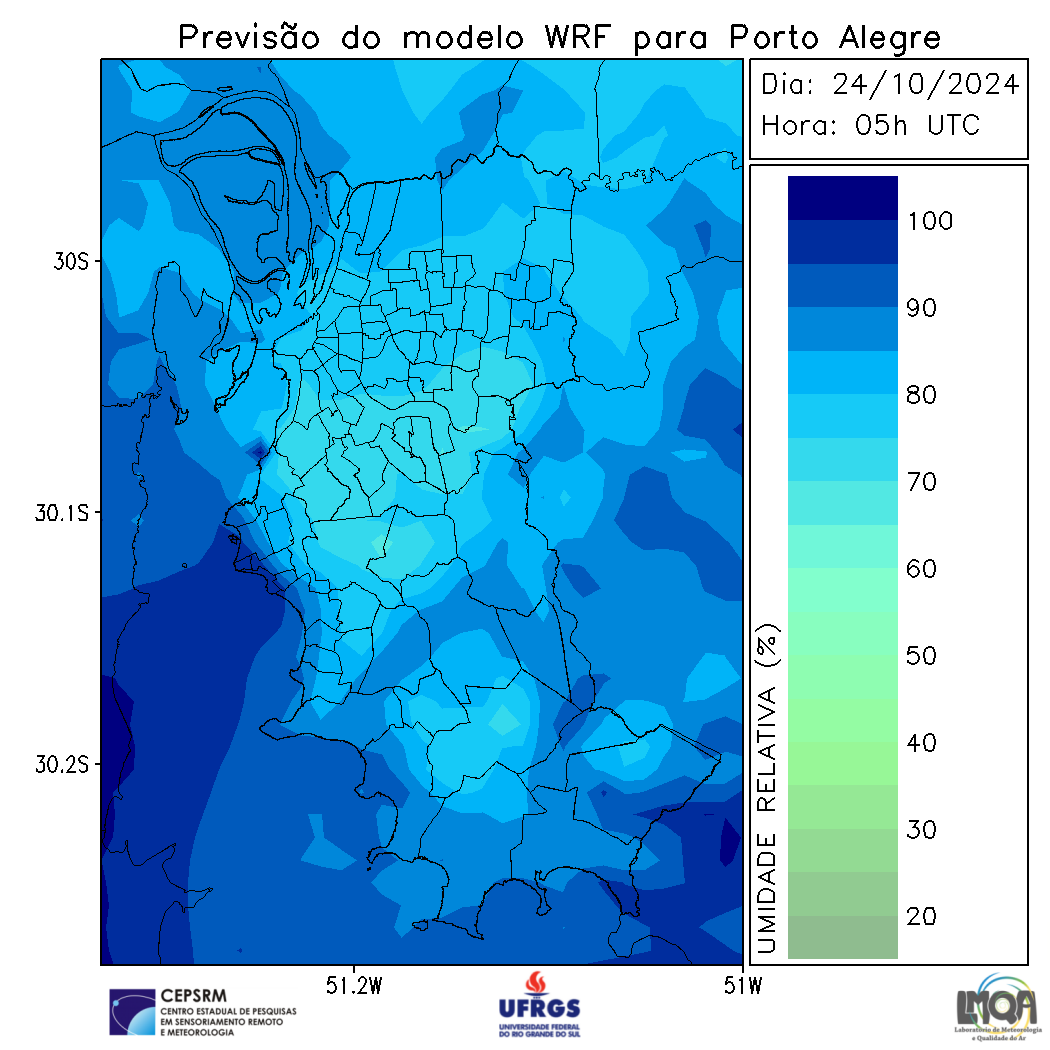 Previsão do modelo WRF para Porto Alegre
Dia: 24/10/2024
Hora: 05h UTC
30S
30.1S
30.2S
51.2W
51W
UMIDADE RELATIVA (%)
100
90
80
70
60
50
40
30
20
CEPSRM
CENTRO ESTADUAL DE PESQUISAS
EM SENSORIAMENTO REMOTO
E METEOROLOGIA
UFRGS
UNIVERSIDADE FEDERAL
DO RIO GRANDE DO SUL
LMQA
Laboratório de Meteorologia
e Qualidade do Ar